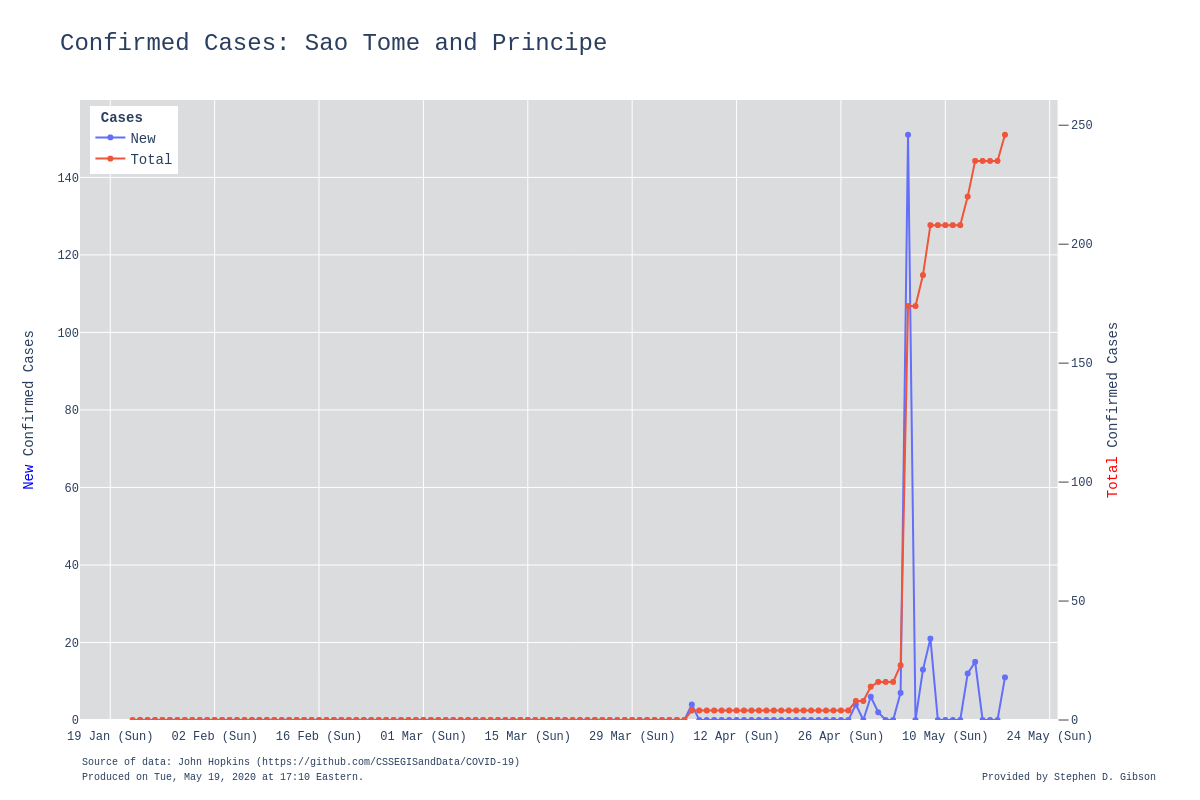 Confirmed Cases: Sao Tome and Principe
Cases
New
Total
140
120
100
80
60
40
20
0
250
200
150
100
50
0
New Confirmed Cases
Total Confirmed Cases
19 Jan (Sun) 02 Feb (Sun) 16 Feb (Sun) 01 Mar (Sun) 15 Mar (Sun) 29 Mar (Sun) 12 Apr (Sun) 26 Apr (Sun) 10 May (Sun) 24 May (Sun)
Source of data: John Hopkins (https://github.com/CSSEGISandData/COVID-19)
Produced on Tue, May 19, 2020 at 17:10 Eastern.
Provided by Stephen D. Gibson